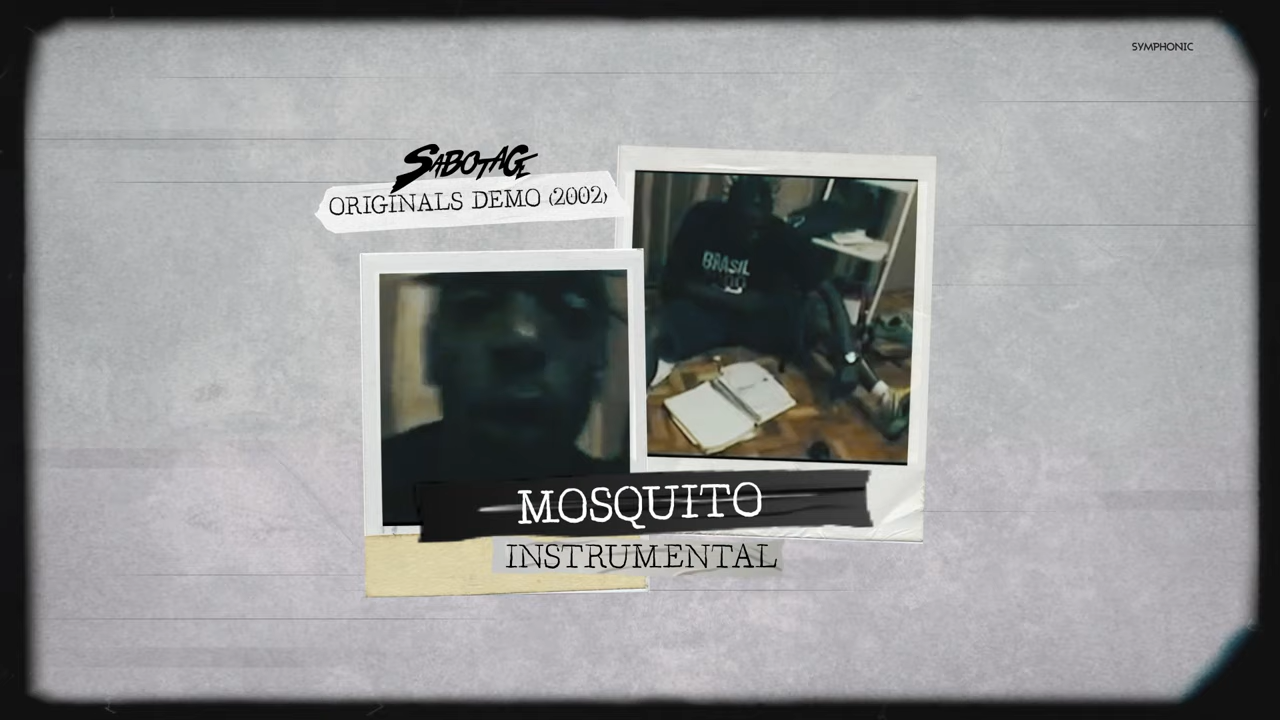 SYMPHONIC
SABOTAGE
ORIGINALS DEMO (2002)
BRASIL
MOSQUITO
INSTRUMENTAL